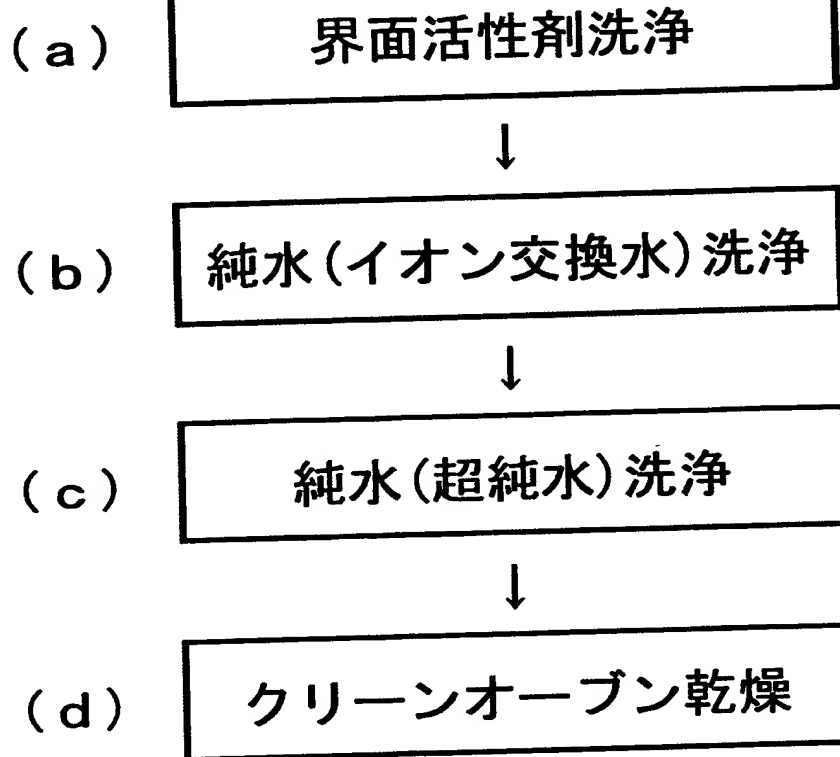 (a) 界面活性剤洗浄
↓
(b) 純水(イオン交換水)洗浄
↓
(c) 純水(超純水)洗浄
↓
(d) クリーンオーブン乾燥